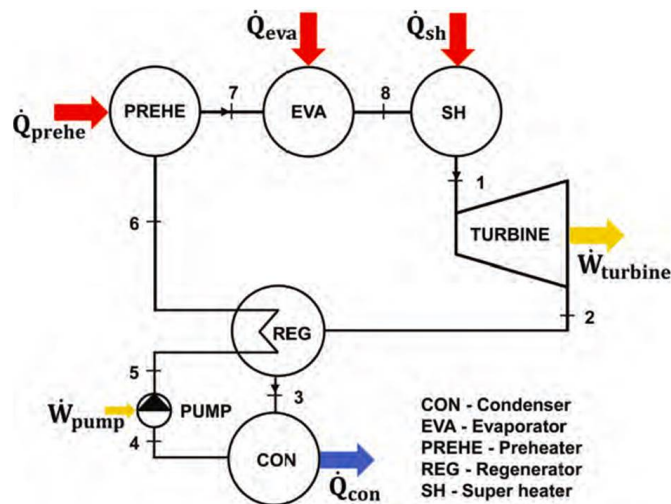 Q̇eva
Q̇sh
Q̇prehe
PREHE
7
EVA
8
SH
1
6
TURBINE
Ẇturbine
2
REG
5
3
Ẇpump
PUMP
4
CON
Q̇con
CON - Condenser
EVA - Evaporator
PREHE - Preheater
REG - Regenerator
SH - Super heater